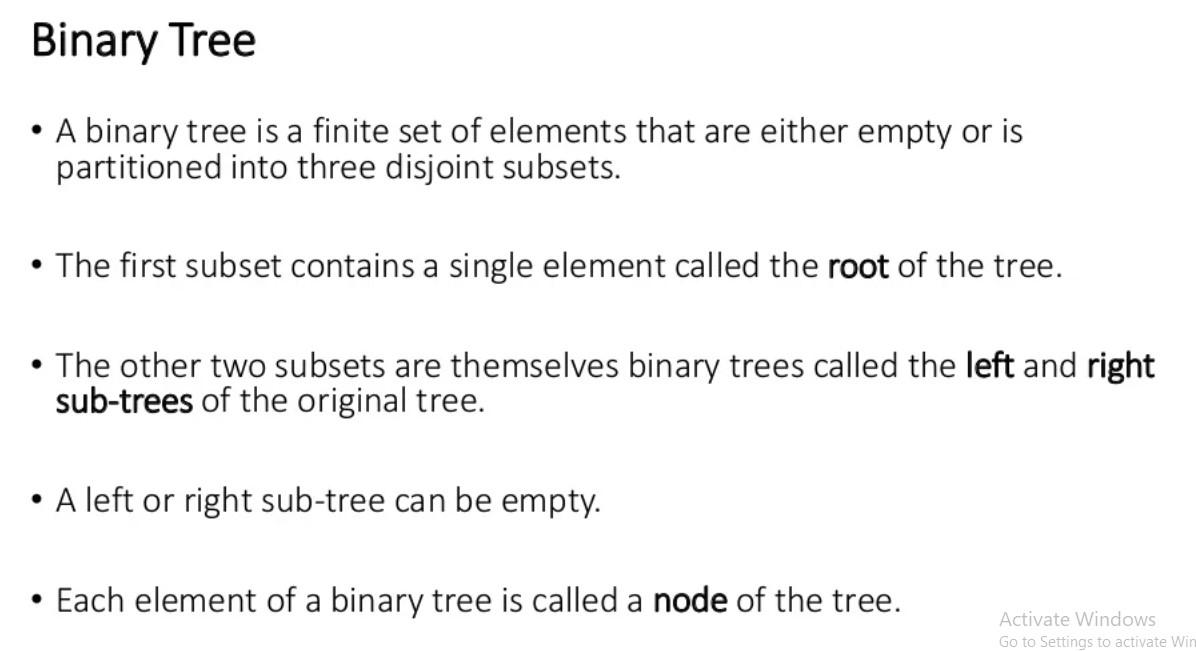 Binary Tree
• A binary tree is a finite set of elements that are either empty or is
partitioned into three disjoint subsets.
• The first subset contains a single element called the root of the tree.
• The other two subsets are themselves binary trees called the left and right
sub-trees of the original tree.
• A left or right sub-tree can be empty.
• Each element of a binary tree is called a node of the tree.
Activate Windows
Go to Settings to activate Win